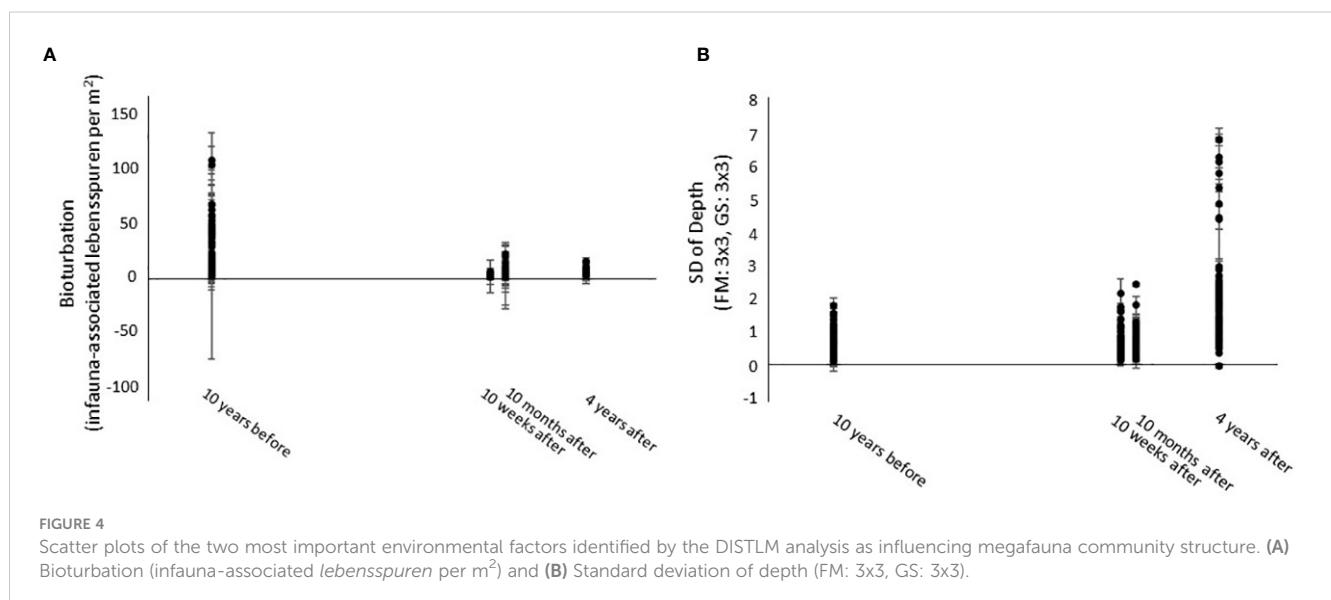 A
Bioturbation
(infauna-associated lebensspuren per m²)
150
100
50
0
-50
-100
10 years before
10 weeks after
10 months after
4 years after
B
SD of Depth
(FM: 3x3, GS: 3x3)
8
7
6
5
4
3
2
1
0
-1
10 years before
10 weeks after
10 months after
4 years after
FIGURE 4
Scatter plots of the two most important environmental factors identified by the DISTLM analysis as influencing megafauna community structure. (A)
Bioturbation (infauna-associated lebensspuren per m²) and (B) Standard deviation of depth (FM: 3x3, GS: 3x3).